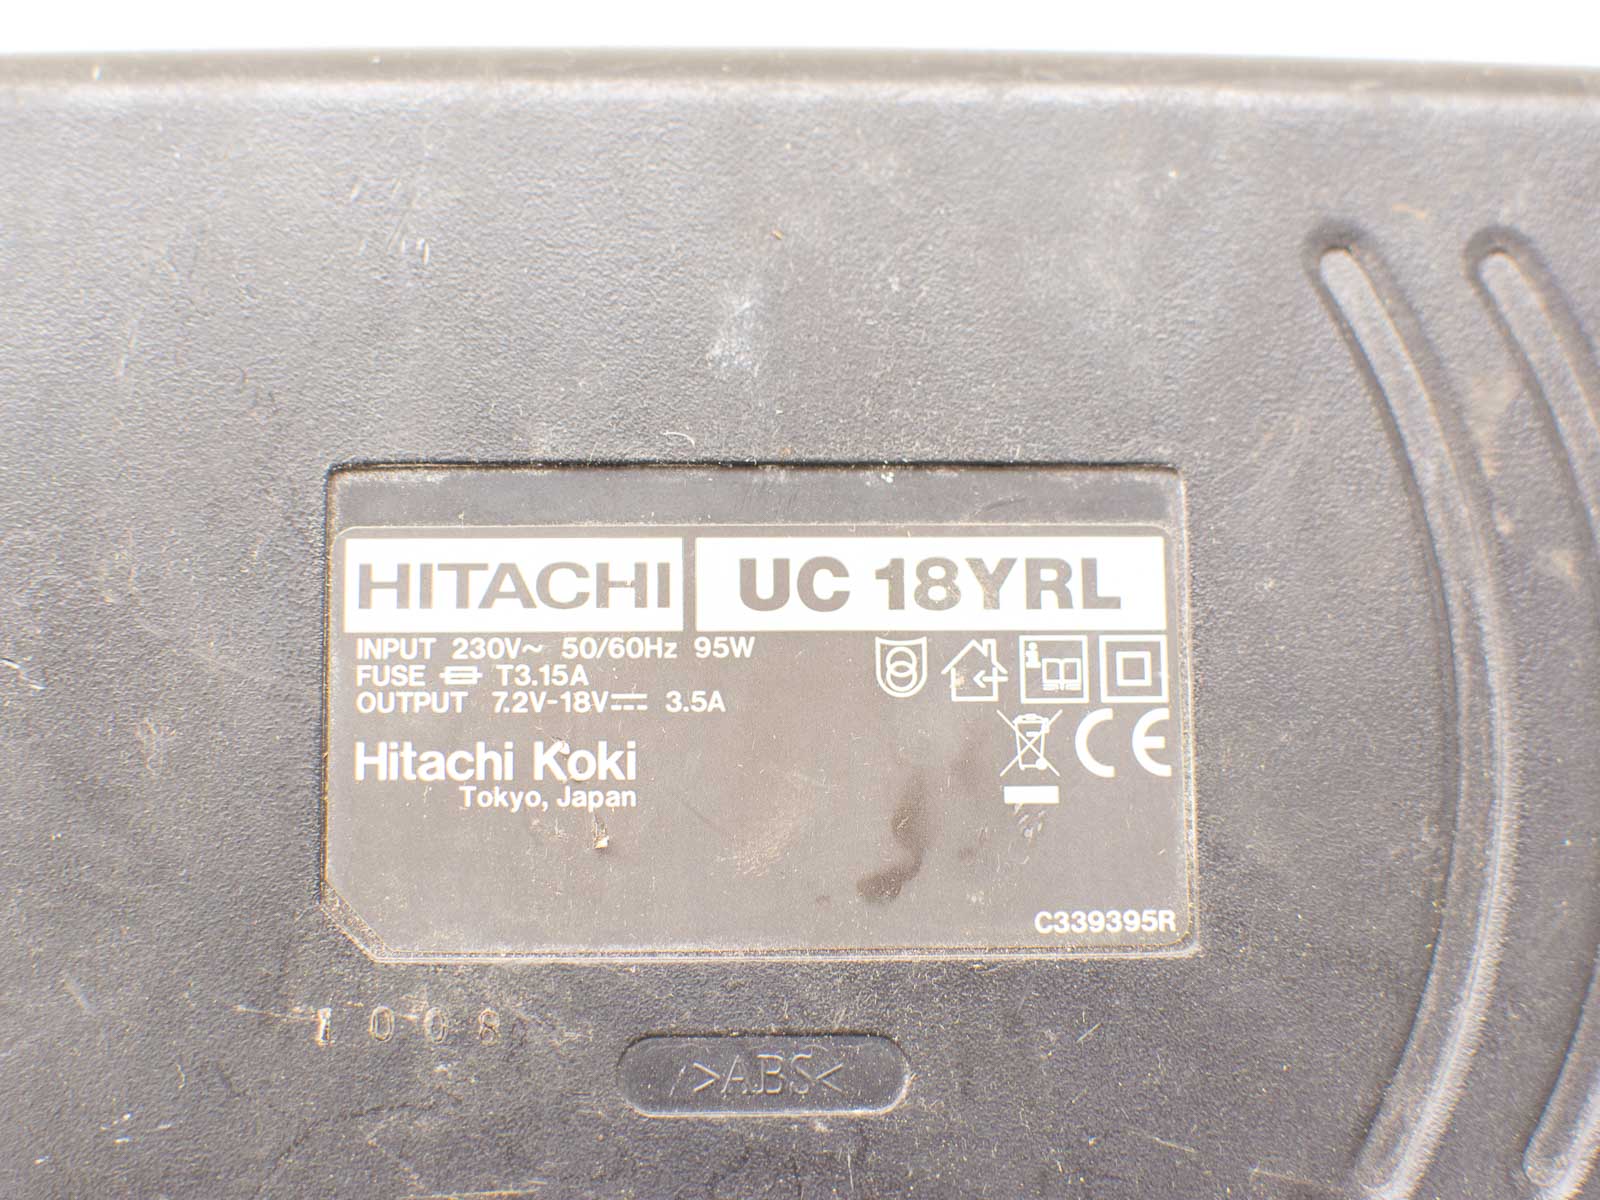 HITACHI UC 18YRL
INPUT 230V~ 50/60Hz 95W
FUSE T3.15A
OUTPUT 7.2V-18V⎓ 3.5A
Hitachi Koki
Tokyo, Japan
CE
C339395R
1008
>ABS<